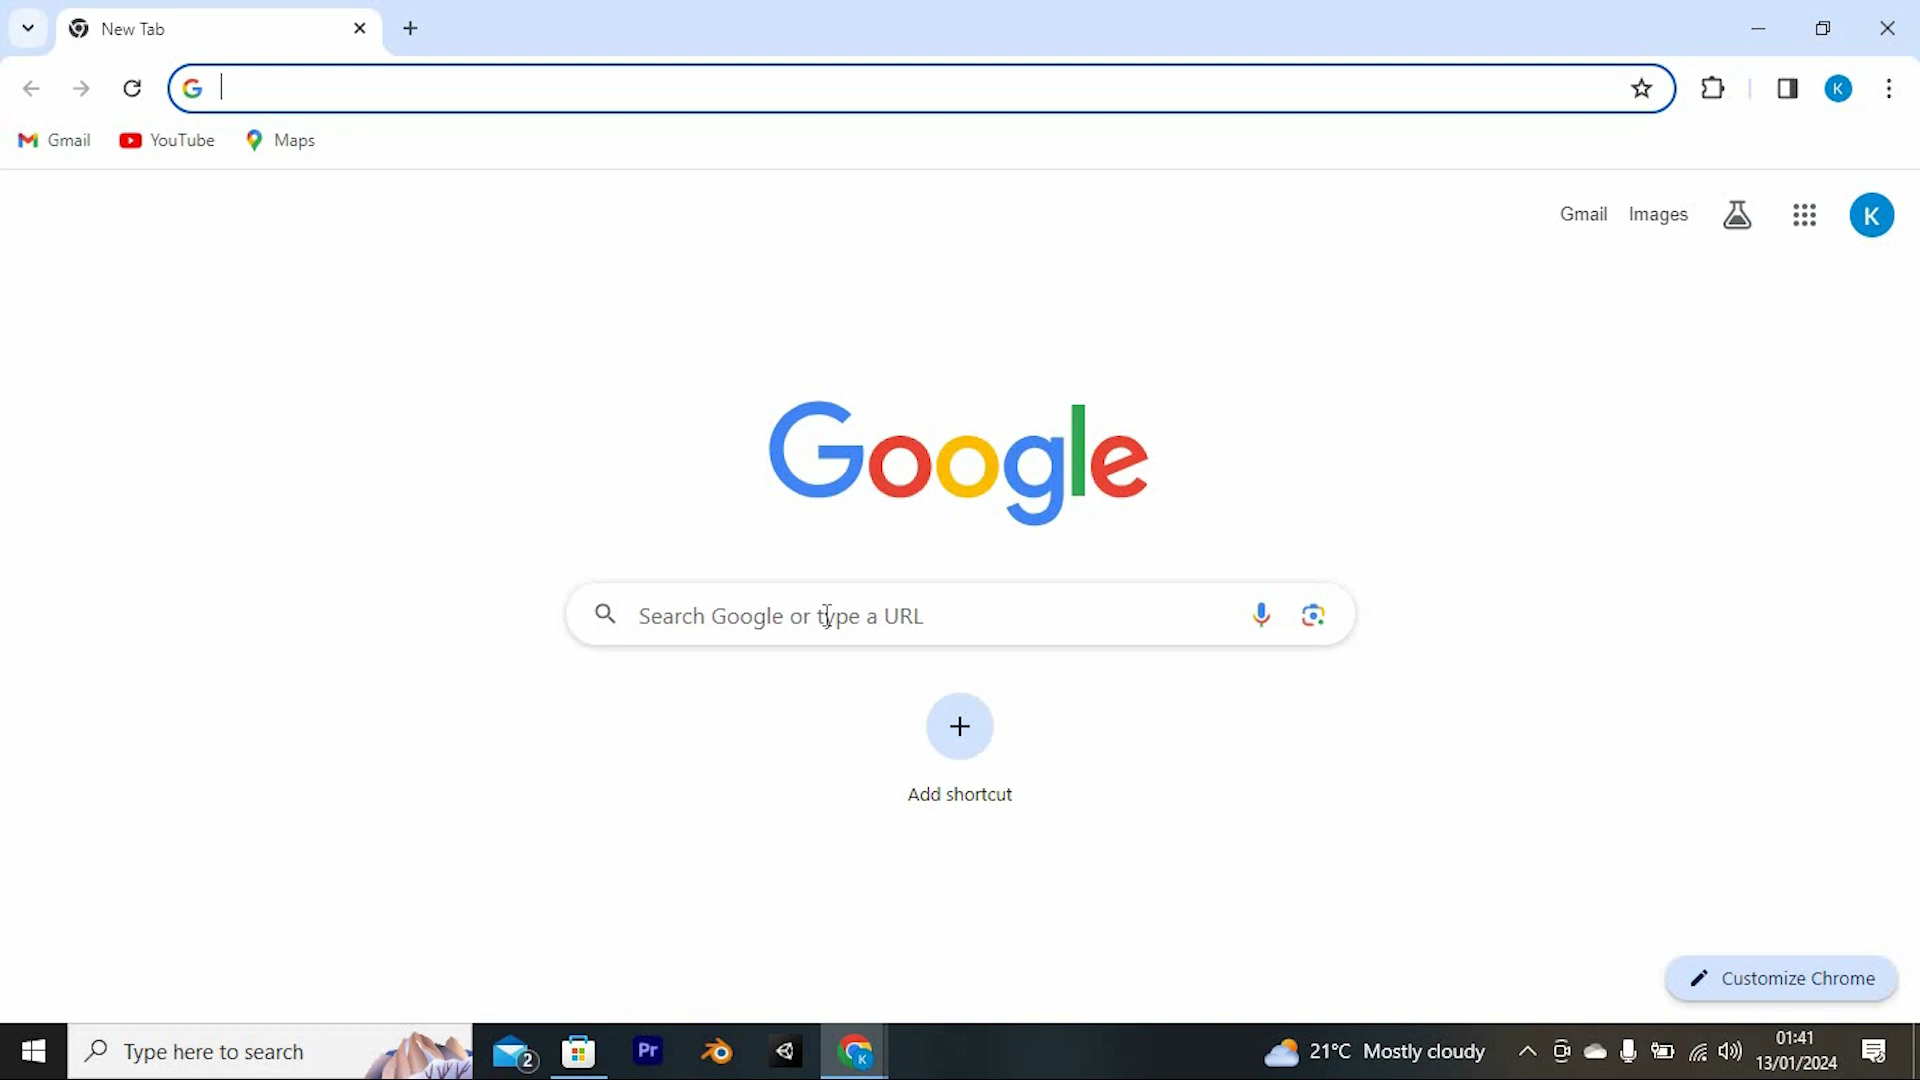 New Tab
Gmail YouTube Maps
K
Gmail Images K
Google
Search Google or type a URL
Add shortcut
Customize Chrome
Type here to search
2
Pr
K
21°C Mostly cloudy
01:41
13/01/2024